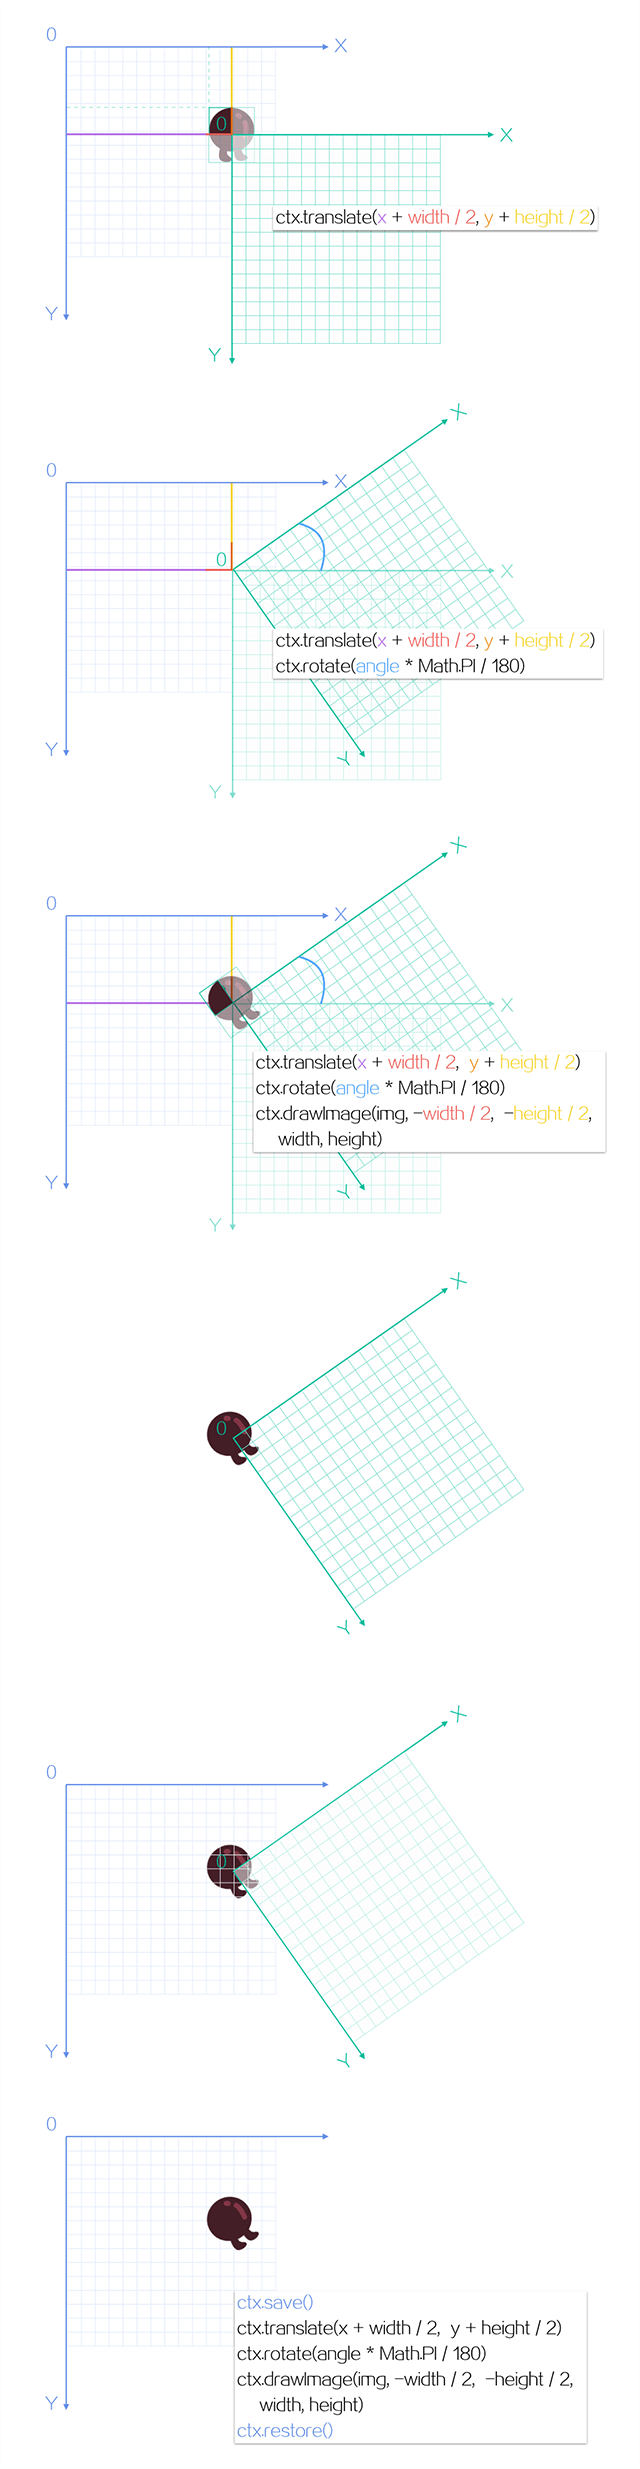 0
X
0
X
ctx.translate(x + width / 2, y + height / 2)
Y
Y
X
0
X
0
X
ctx.translate(x + width / 2, y + height / 2)
ctx.rotate(angle * Math.PI / 180)
Y
Y
Y
X
0
X
X
ctx.translate(x + width / 2, y + height / 2)
ctx.rotate(angle * Math.PI / 180)
ctx.drawImage(img, -width / 2, -height / 2,
width, height)
Y
Y
Y
X
0
Y
X
0
0
Y
Y
0
ctx.save()
ctx.translate(x + width / 2, y + height / 2)
ctx.rotate(angle * Math.PI / 180)
ctx.drawImage(img, -width / 2, -height / 2,
width, height)
Y
ctx.restore()